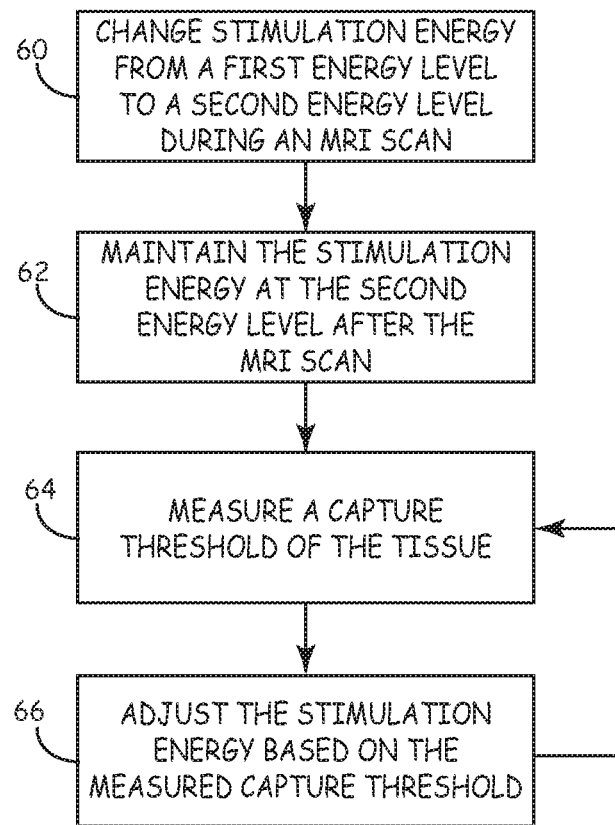 60
CHANGE STIMULATION ENERGY
FROM A FIRST ENERGY LEVEL
TO A SECOND ENERGY LEVEL
DURING AN MRI SCAN
62
MAINTAIN THE STIMULATION
ENERGY AT THE SECOND
ENERGY LEVEL AFTER THE
MRI SCAN
64
MEASURE A CAPTURE
THRESHOLD OF THE TISSUE
66
ADJUST THE STIMULATION
ENERGY BASED ON THE
MEASURED CAPTURE THRESHOLD